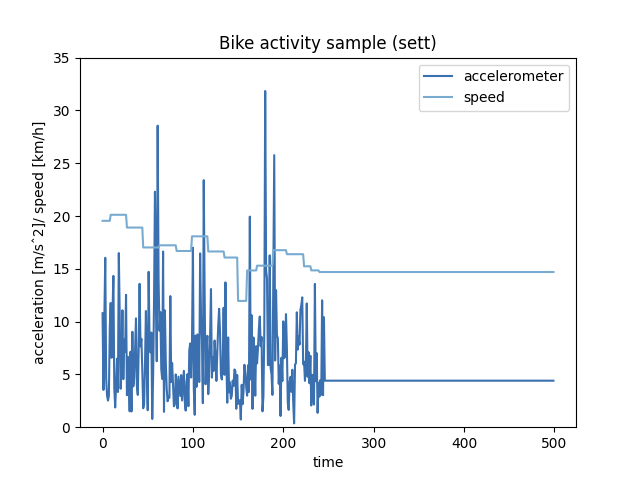 Bike activity sample (sett)
accelerometer
speed
acceleration [m/s^2]/ speed [km/h]
35
30
25
20
15
10
5
0
0 100 200 300 400 500
time